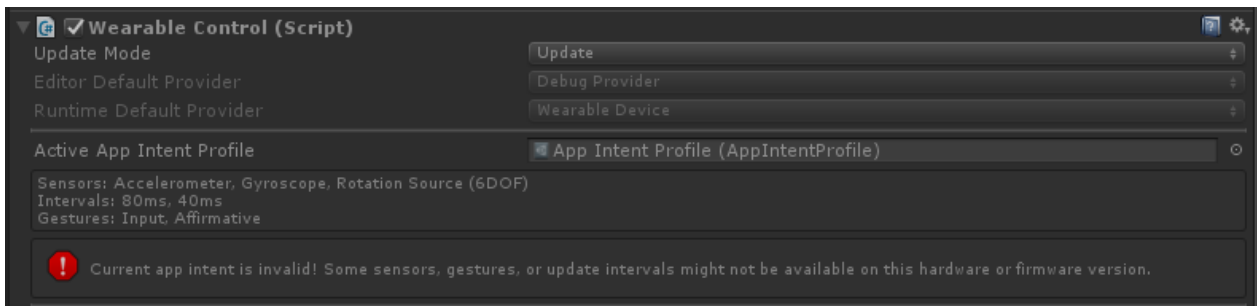 Wearable Control (Script)
Update Mode Update
Editor Default Provider Debug Provider
Runtime Default Provider Wearable Device
Active App Intent Profile App Intent Profile (AppIntentProfile)
Sensors: Accelerometer, Gyroscope, Rotation Source (6DOF)
Intervals: 80ms, 40ms
Gestures: Input, Affirmative
Current app intent is invalid! Some sensors, gestures, or update intervals might not be available on this hardware or firmware version.